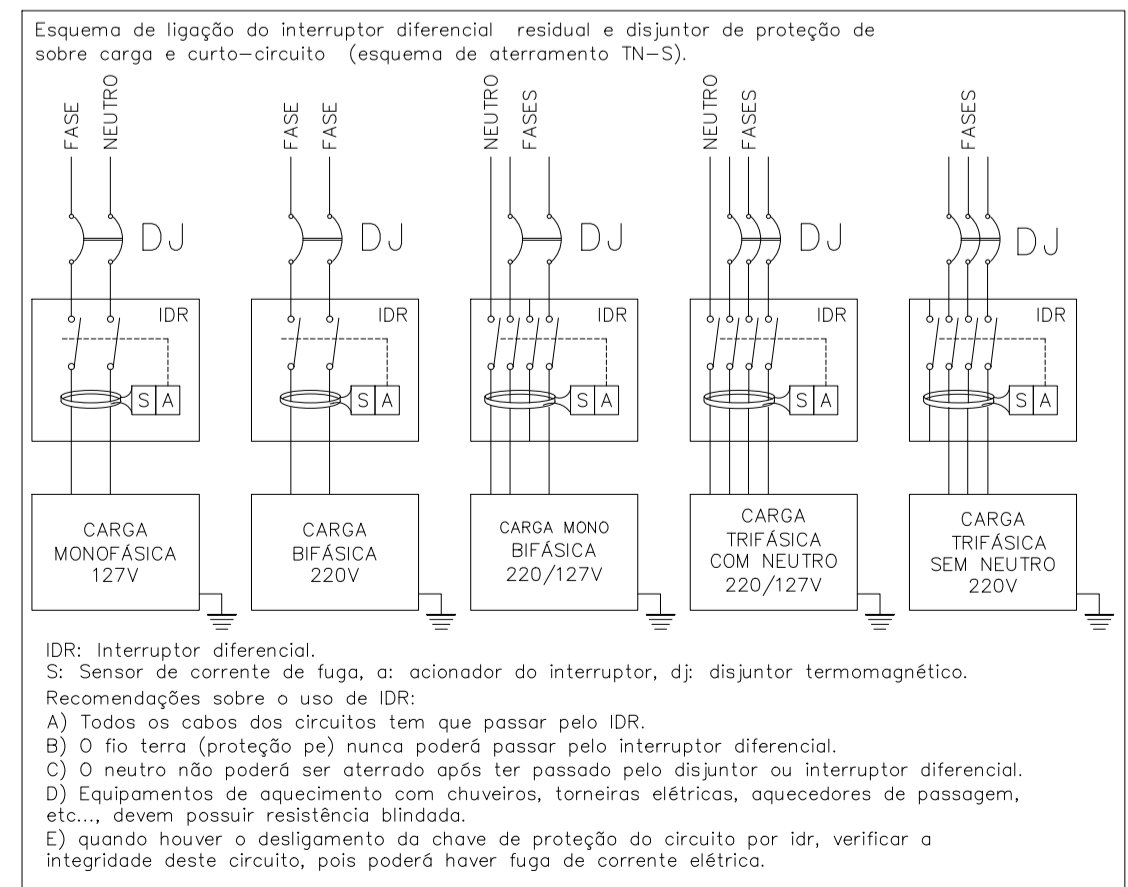 Esquema de ligação do interruptor diferencial residual e disjuntor de proteção de
sobre carga e curto-circuito (esquema de aterramento TN-S).
FASE
NEUTRO
FASE
FASE
NEUTRO
FASES
NEUTRO
FASES
FASES
DJ
DJ
DJ
DJ
DJ
IDR
IDR
IDR
IDR
IDR
S A
S A
S A
S A
S A
CARGA
MONOFÁSICA
127V
CARGA
BIFÁSICA
220V
CARGA MONO
BIFÁSICA
220/127V
CARGA
TRIFÁSICA
COM NEUTRO
220/127V
CARGA
TRIFÁSICA
SEM NEUTRO
220V
IDR: Interruptor diferencial.
S: Sensor de corrente de fuga, a: acionador do interruptor, dj: disjuntor termomagnético.
Recomendações sobre o uso de IDR:
A) Todos os cabos dos circuitos tem que passar pelo IDR.
B) O fio terra (proteção pe) nunca poderá passar pelo interruptor diferencial.
C) O neutro não poderá ser aterrado após ter passado pelo disjuntor ou interruptor diferencial.
D) Equipamentos de aquecimento com chuveiros, torneiras elétricas, aquecedores de passagem,
etc..., devem possuir resistência blindada.
E) quando houver o desligamento da chave de proteção do circuito por idr, verificar a
integridade deste circuito, pois poderá haver fuga de corrente elétrica.